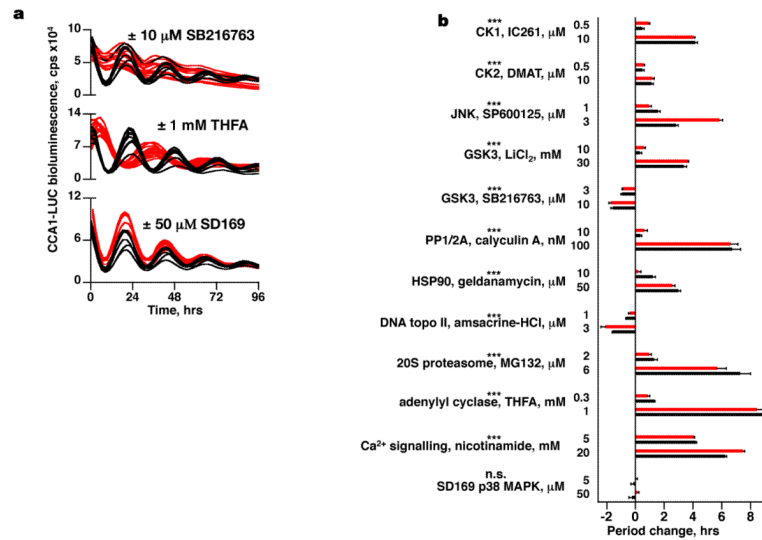 a
CCA1-LUC bioluminescence, cps x10⁴
10
5
0
± 10 μM SB216763
14
7
0
± 1 mM THFA
12
6
0
± 50 μM SD169
0 24 48 72 96
Time, hrs
b
***
CK1, IC261, μM
0.5
10
***
CK2, DMAT, μM
0.5
10
***
JNK, SP600125, μM
1
3
***
GSK3, LiCl₂, mM
10
30
***
GSK3, SB216763, μM
3
10
***
PP1/2A, calyculin A, nM
10
100
***
HSP90, geldanamycin, μM
10
50
***
DNA topo II, amsacrine-HCl, μM
1
3
***
20S proteasome, MG132, μM
2
6
***
adenylyl cyclase, THFA, mM
0.3
1
***
Ca²⁺ signalling, nicotinamide, mM
5
20
n.s.
SD169 p38 MAPK, μM
5
50
-2 0 2 4 6 8
Period change, hrs